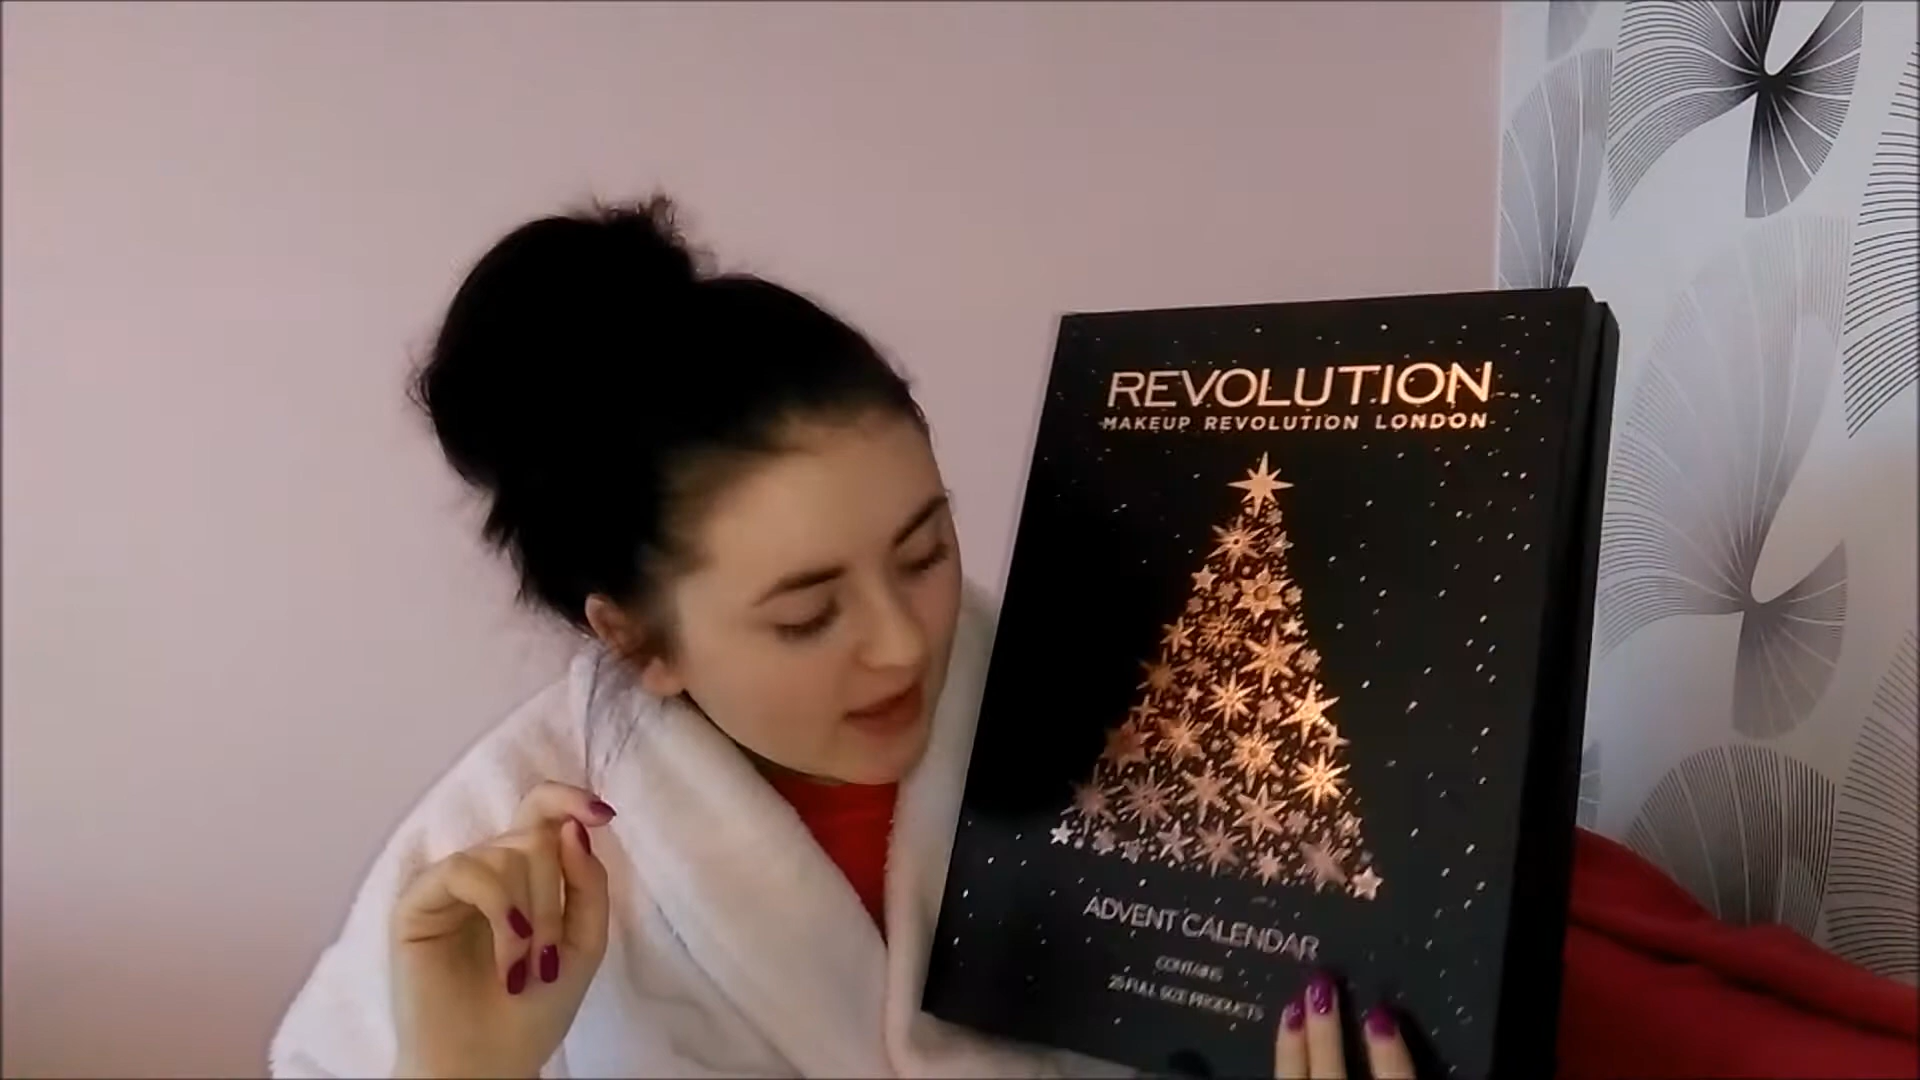 REVOLUTION
MAKEUP REVOLUTION LONDON
ADVENT CALENDAR
CONTAINS
25 FULL SIZE PRODUCTS